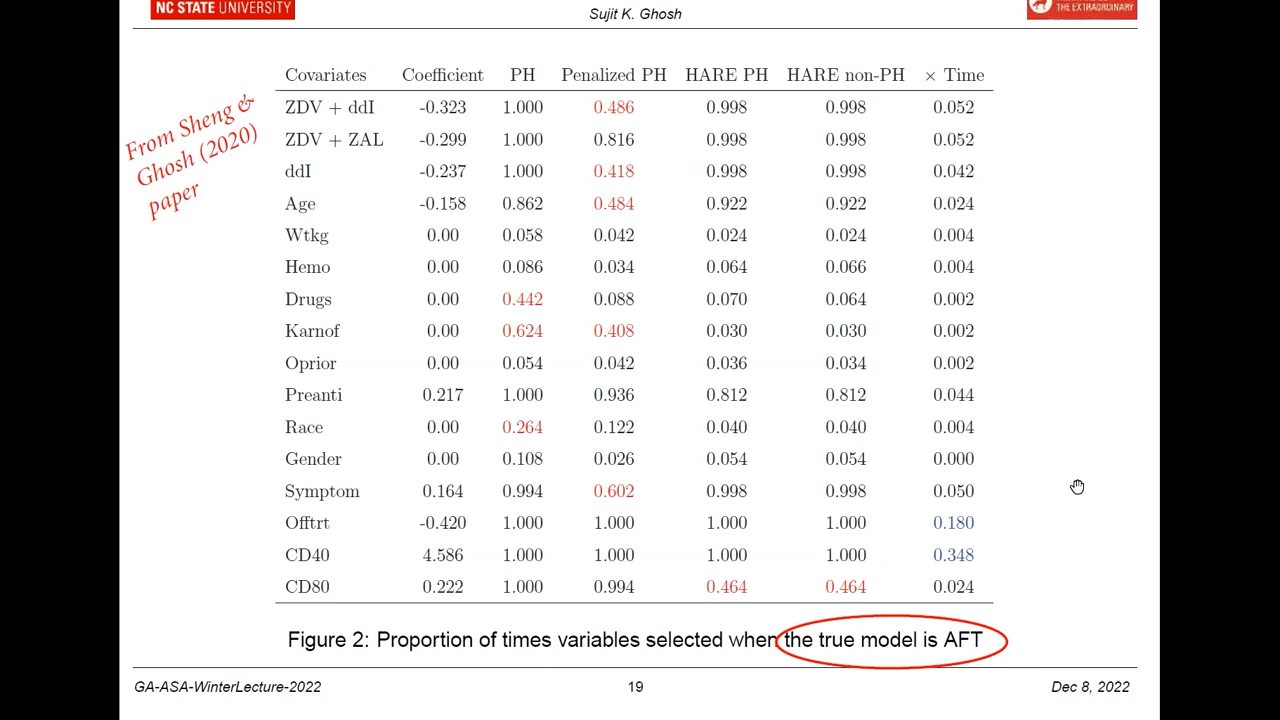 NC STATE UNIVERSITY
Sujit K. Ghosh
THE EXTRAORDINARY
From Sheng &
Ghosh (2020)
paper
Covariates Coefficient PH Penalized PH HARE PH HARE non-PH × Time
ZDV + ddI -0.323 1.000 0.486 0.998 0.998 0.052
ZDV + ZAL -0.299 1.000 0.816 0.998 0.998 0.052
ddI -0.237 1.000 0.418 0.998 0.998 0.042
Age -0.158 0.862 0.484 0.922 0.922 0.024
Wtkg 0.00 0.058 0.042 0.024 0.024 0.004
Hemo 0.00 0.086 0.034 0.064 0.066 0.004
Drugs 0.00 0.442 0.088 0.070 0.064 0.002
Karnof 0.00 0.624 0.408 0.030 0.030 0.002
Oprior 0.00 0.054 0.042 0.036 0.034 0.002
Preanti 0.217 1.000 0.936 0.812 0.812 0.044
Race 0.00 0.264 0.122 0.040 0.040 0.004
Gender 0.00 0.108 0.026 0.054 0.054 0.000
Symptom 0.164 0.994 0.602 0.998 0.998 0.050
Offtrt -0.420 1.000 1.000 1.000 1.000 0.180
CD40 4.586 1.000 1.000 1.000 1.000 0.348
CD80 0.222 1.000 0.994 0.464 0.464 0.024
Figure 2: Proportion of times variables selected when the true model is AFT
GA-ASA-WinterLecture-2022
19
Dec 8, 2022